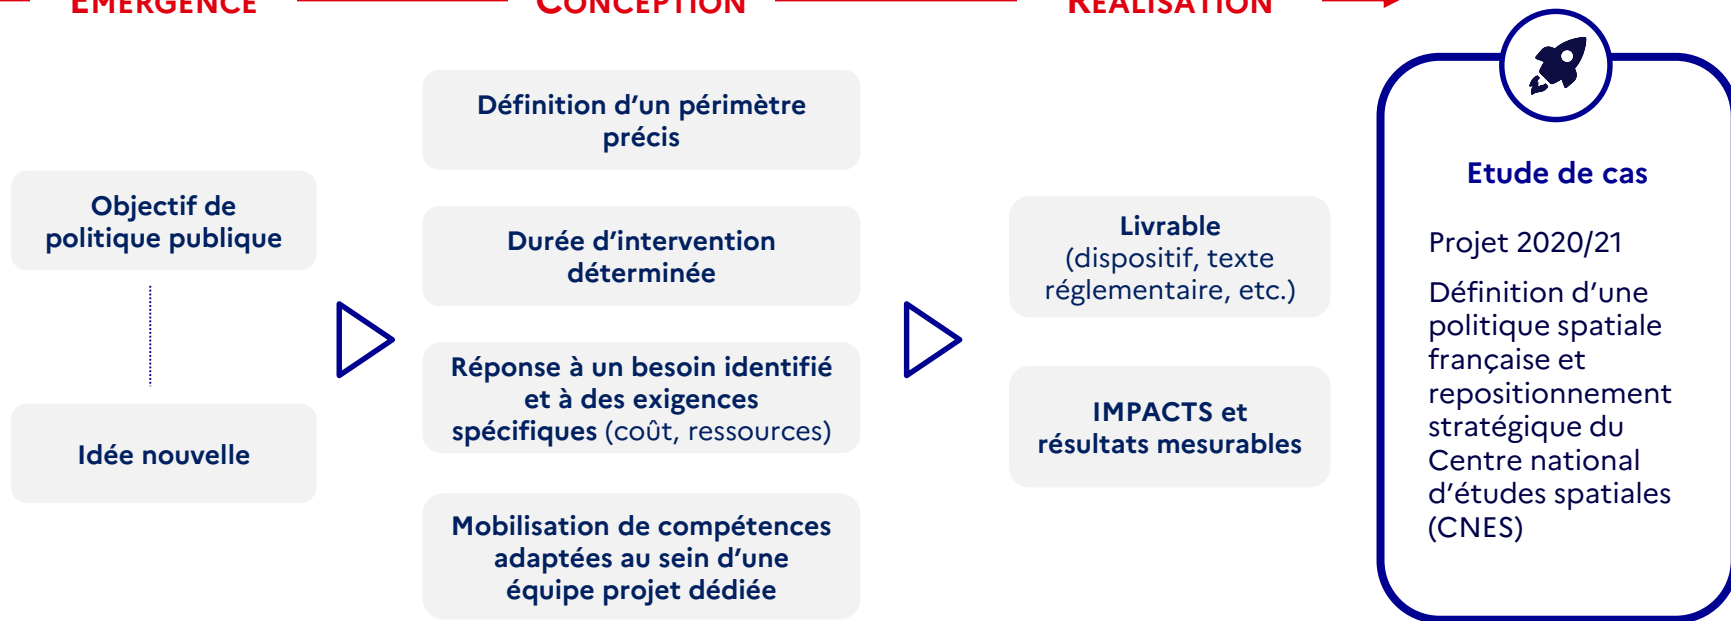 ÉMERGENCE
CONCEPTION
RÉALISATION
Objectif de
politique publique
Idée nouvelle
Définition d’un périmètre
précis
Durée d’intervention
déterminée
Réponse à un besoin identifié
et à des exigences
spécifiques (coût, ressources)
Mobilisation de compétences
adaptées au sein d’une
équipe projet dédiée
Livrable
(dispositif, texte
réglementaire, etc.)
IMPACTS et
résultats mesurables
Etude de cas
Projet 2020/21
Définition d’une
politique spatiale
française et
repositionnement
stratégique du
Centre national
d’études spatiales
(CNES)